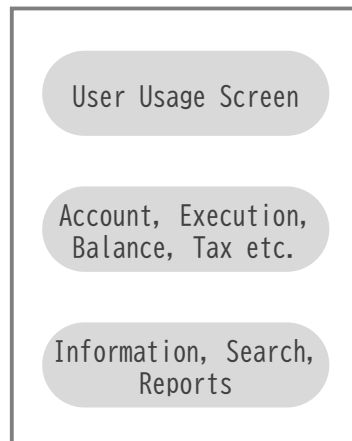 User Usage Screen
Account, Execution,
Balance, Tax etc.
Information, Search,
Reports